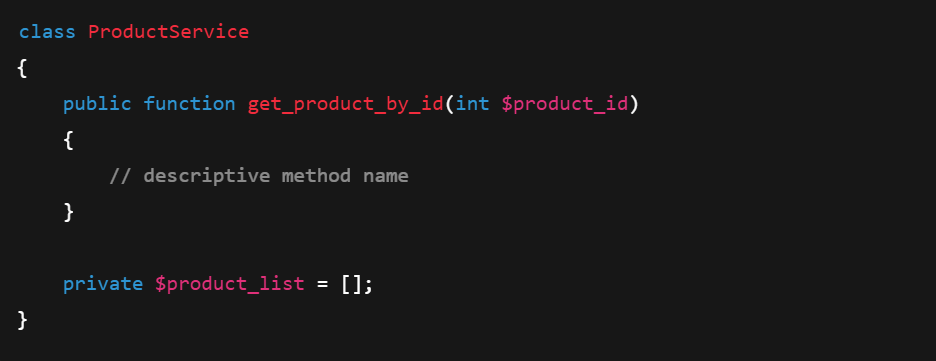 class ProductService
{
    public function get_product_by_id(int $product_id)
    {
        // descriptive method name
    }
    private $product_list = [];
}